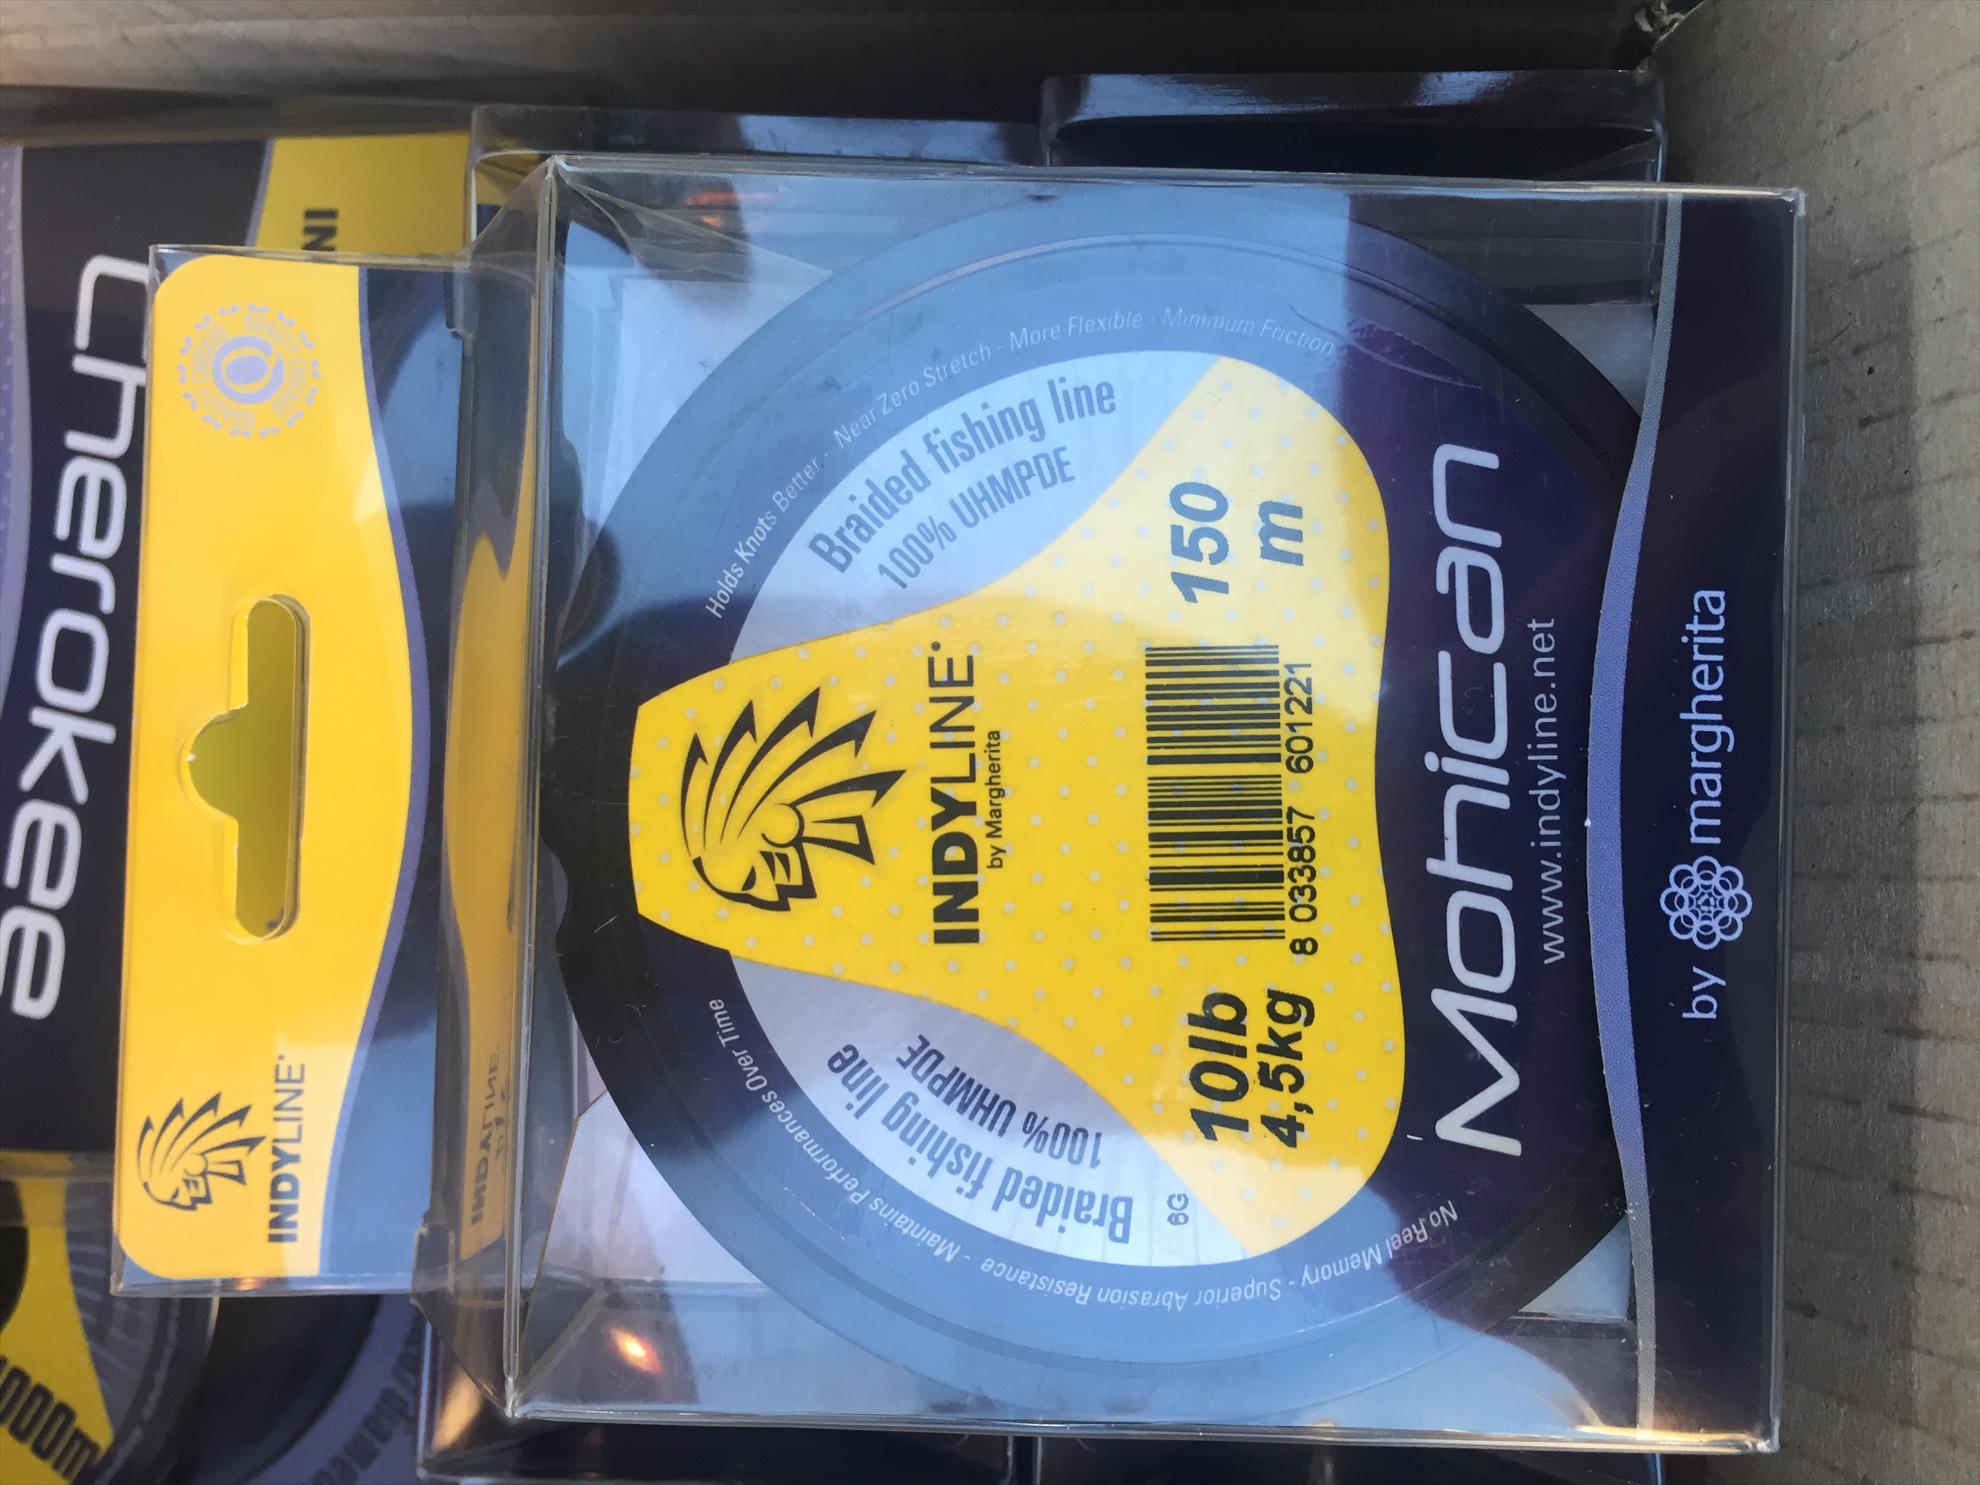 Cherokee
INDYLINE
INDYLINE
by Margherita
Holds Knots Better - Near Zero Stretch - More Flexible - Minimum Friction
Braided fishing line
100% UHMPDE
Braided fishing line
100% UHMPDE
No Reel Memory - Superior Abrasion Resistance - Maintains Performances Over Time
6G
10lb
4,5kg
150
m
8 033857 601221
Mohican
www.indyline.net
by margherita
INDYLINE